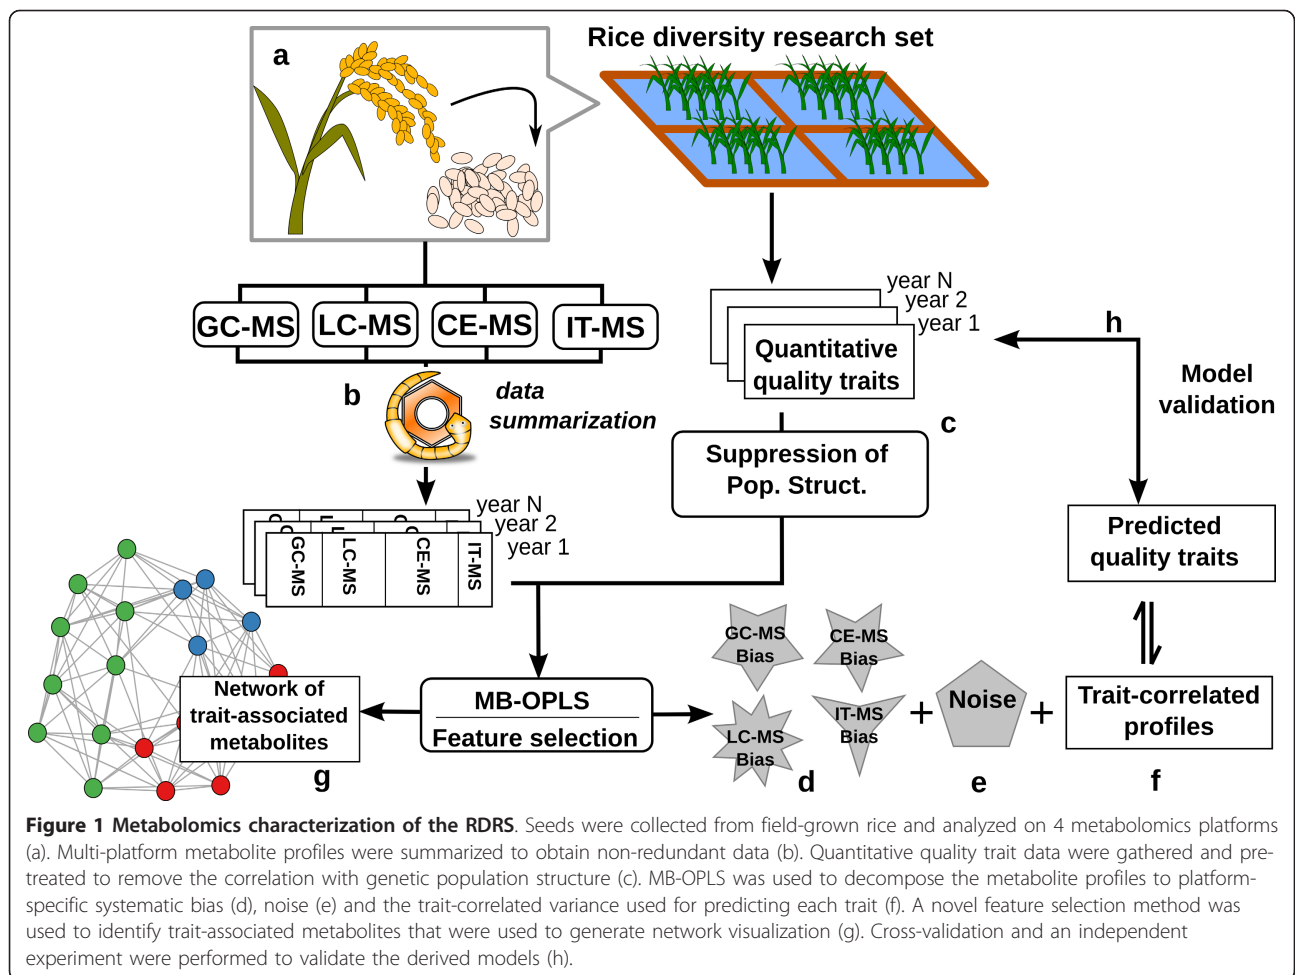 a
Rice diversity research set
GC-MS
LC-MS
CE-MS
IT-MS
b
data
summarization
year N
year 2
year 1
Quantitative
quality traits
c
Suppression of
Pop. Struct.
h
Model
validation
Predicted
quality traits
year N
year 2
year 1
GC-MS
LC-MS
CE-MS
IT-MS
MB-OPLS
Feature selection
Network of
trait-associated
metabolites
g
GC-MS
Bias
CE-MS
Bias
LC-MS
Bias
IT-MS
Bias
d
+
Noise
e
+
Trait-correlated
profiles
f
Figure 1 Metabolomics characterization of the RDRS. Seeds were collected from field-grown rice and analyzed on 4 metabolomics platforms
(a). Multi-platform metabolite profiles were summarized to obtain non-redundant data (b). Quantitative quality trait data were gathered and pre-
treated to remove the correlation with genetic population structure (c). MB-OPLS was used to decompose the metabolite profiles to platform-
specific systematic bias (d), noise (e) and the trait-correlated variance used for predicting each trait (f). A novel feature selection method was
used to identify trait-associated metabolites that were used to generate network visualization (g). Cross-validation and an independent
experiment were performed to validate the derived models (h).